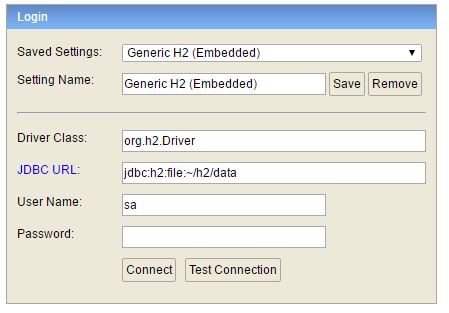 Login
Saved Settings: Generic H2 (Embedded)
Setting Name: Generic H2 (Embedded) Save Remove
Driver Class: org.h2.Driver
JDBC URL: jdbc:h2:file:~/h2/data
User Name: sa
Password:
Connect Test Connection